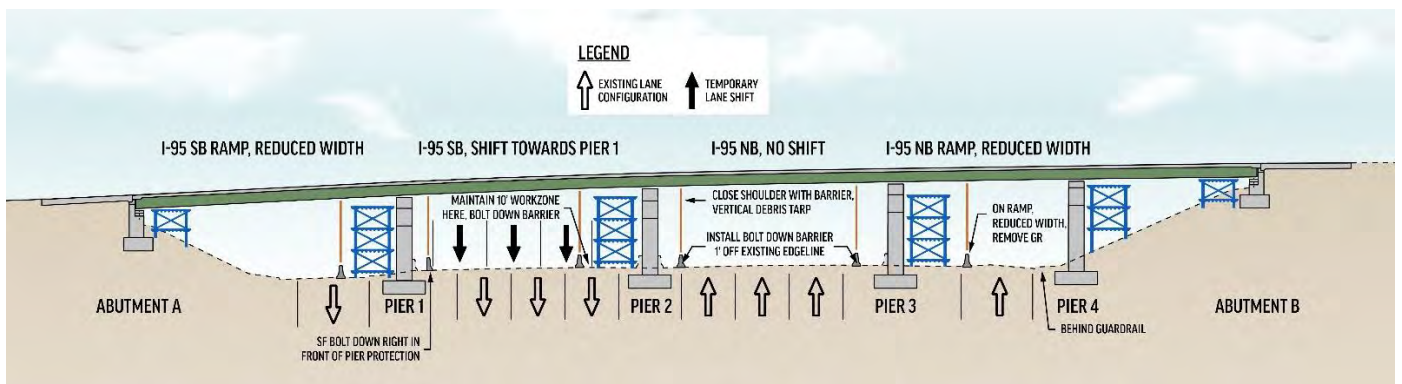 LEGEND
EXISTING LANE
CONFIGURATION
TEMPORARY
LANE SHIFT
I-95 SB RAMP, REDUCED WIDTH
I-95 SB, SHIFT TOWARDS PIER 1
I-95 NB, NO SHIFT
I-95 NB RAMP, REDUCED WIDTH
MAINTAIN 10' WORKZONE
HERE, BOLT DOWN BARRIER
CLOSE SHOULDER WITH BARRIER,
VERTICAL DEBRIS TARP
INSTALL BOLT DOWN BARRIER
1' OFF EXISTING EDGELINE
ON RAMP,
REDUCED WIDTH,
REMOVE GR
ABUTMENT A
PIER 1
PIER 2
PIER 3
PIER 4
ABUTMENT B
SF BOLT DOWN RIGHT IN
FRONT OF PIER PROTECTION
BEHIND GUARDRAIL